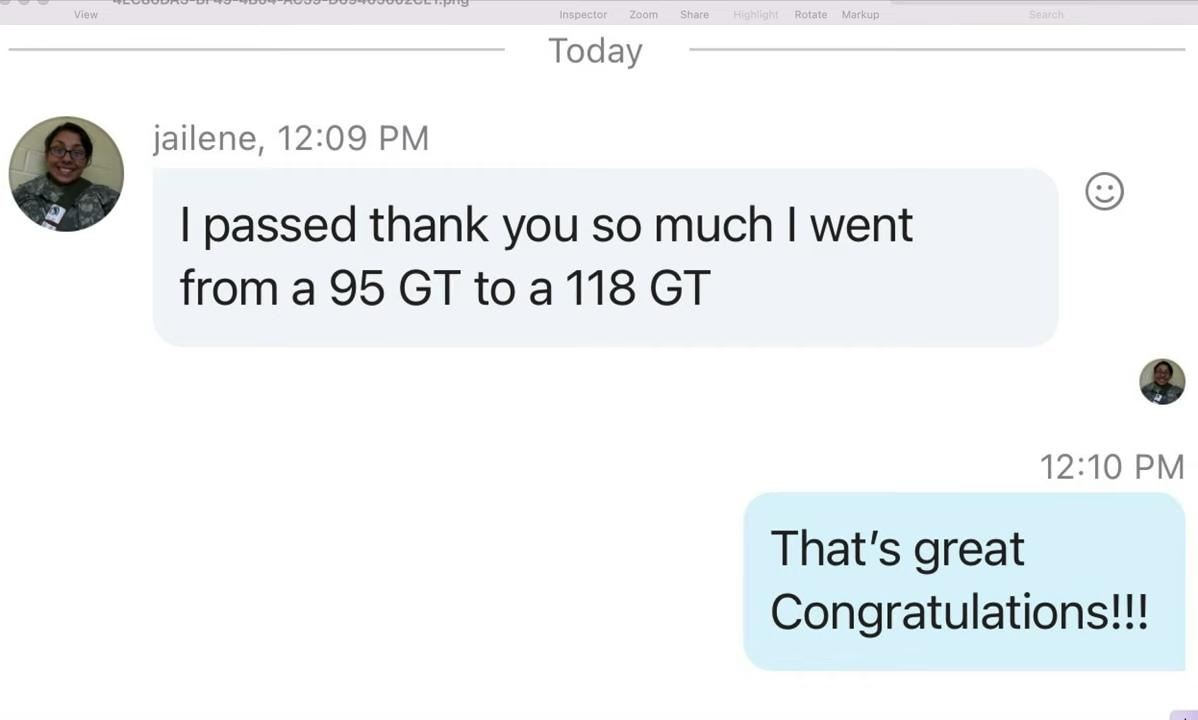 View Inspector Zoom Share Highlight Rotate Markup Search
Today
jailene, 12:09 PM
I passed thank you so much I went
from a 95 GT to a 118 GT
12:10 PM
That's great
Congratulations!!!